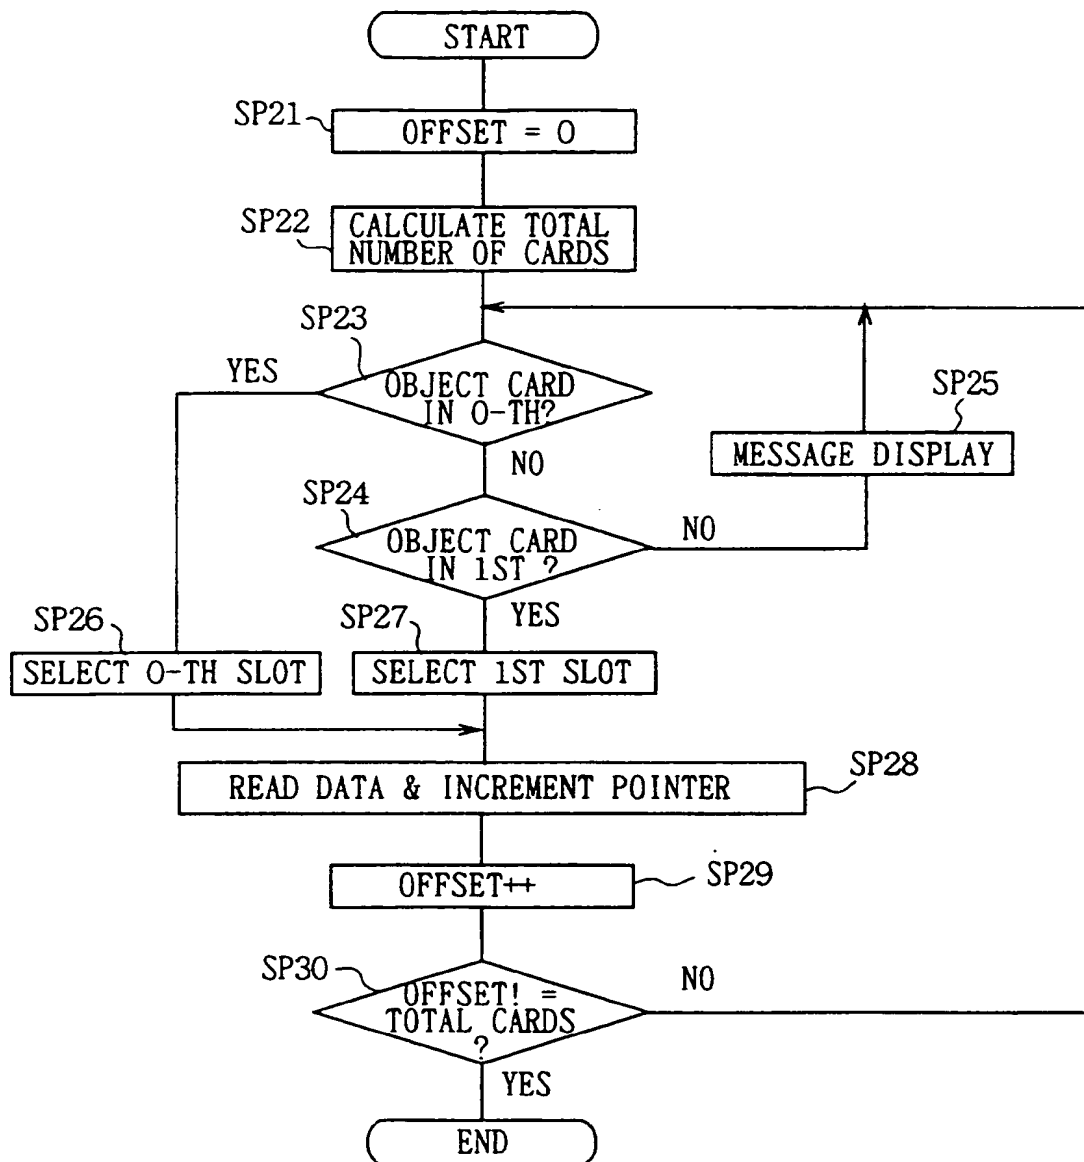 START
SP21
OFFSET = 0
SP22
CALCULATE TOTAL
NUMBER OF CARDS
SP23
YES
OBJECT CARD
IN 0-TH?
SP25
MESSAGE DISPLAY
NO
SP24
OBJECT CARD
IN 1ST ?
NO
YES
SP26
SP27
SELECT 0-TH SLOT
SELECT 1ST SLOT
SP28
READ DATA & INCREMENT POINTER
OFFSET++
SP29
SP30
NO
OFFSET! =
TOTAL CARDS
?
YES
END